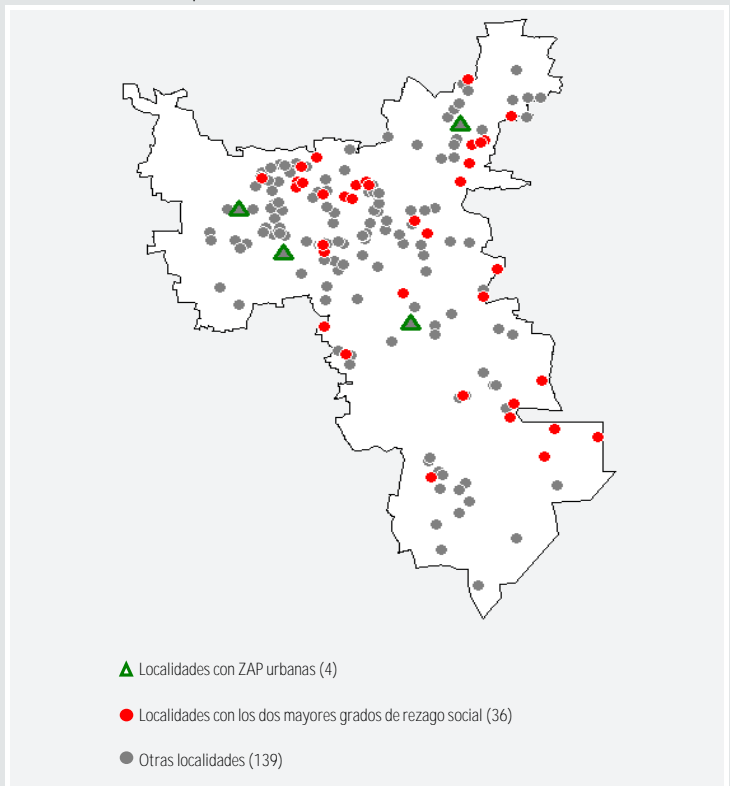 Localidades con ZAP urbanas (4)
Localidades con los dos mayores grados de rezago social (36)
Otras localidades (139)